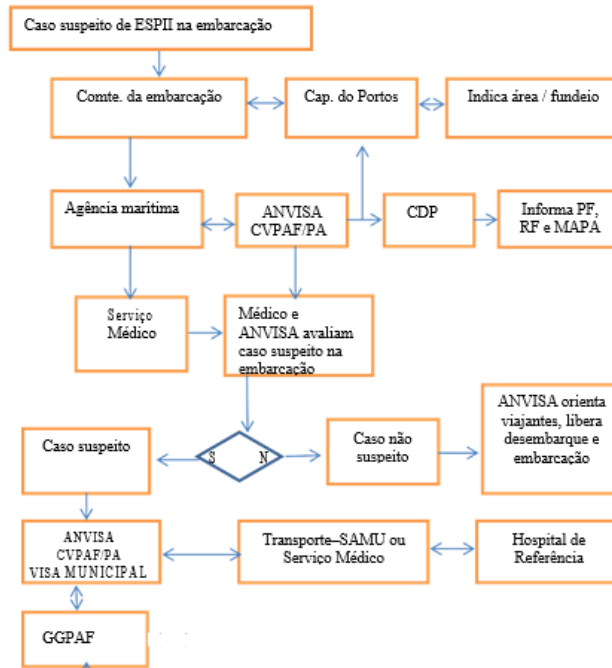 Caso suspeito de ESPII na embarcação
Comte. da embarcação
Cap. do Portos
Indica área / fundeio
Agência marítima
ANVISA
CVPAF/PA
CDP
Informa PF,
RF e MAPA
Serviço
Médico
Médico e
ANVISA avaliam
caso suspeito na
embarcação
ANVISA orienta
viajantes, libera
desembarque e
embarcação
Caso suspeito
S N
Caso não
suspeito
ANVISA
CVPAF/PA
VISA MUNICIPAL
Transporte–SAMU ou
Serviço Médico
Hospital de
Referência
GGPAF